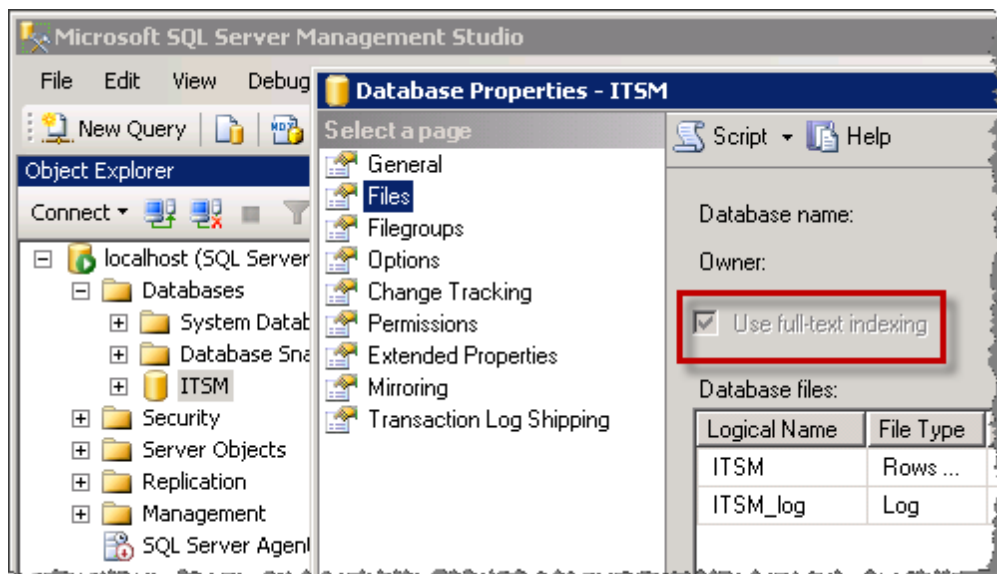 Microsoft SQL Server Management Studio
File Edit View Debug
New Query
Object Explorer
Connect
localhost (SQL Server
Databases
System Datab
Database Sna
ITSM
Security
Server Objects
Replication
Management
SQL Server Agent
Database Properties - ITSM
Select a page
General
Files
Filegroups
Options
Change Tracking
Permissions
Extended Properties
Mirroring
Transaction Log Shipping
Script Help
Database name:
Owner:
Use full-text indexing
Database files:
Logical Name File Type
ITSM Rows ...
ITSM_log Log